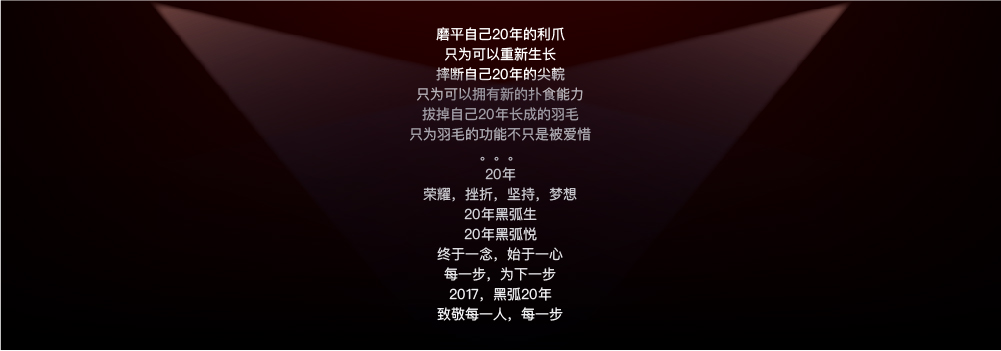 磨平自己20年的利爪
只为可以重新生长
摔断自己20年的尖鞥
只为可以拥有新的扑食能力
拔掉自己20年长成的羽毛
只为羽毛的功能不只是被爱惜
。。。
20年
荣耀，挫折，坚持，梦想
20年黑弧生
20年黑弧悦
终于一念，始于一心
每一步，为下一步
2017，黑弧20年
致敬每一人，每一步